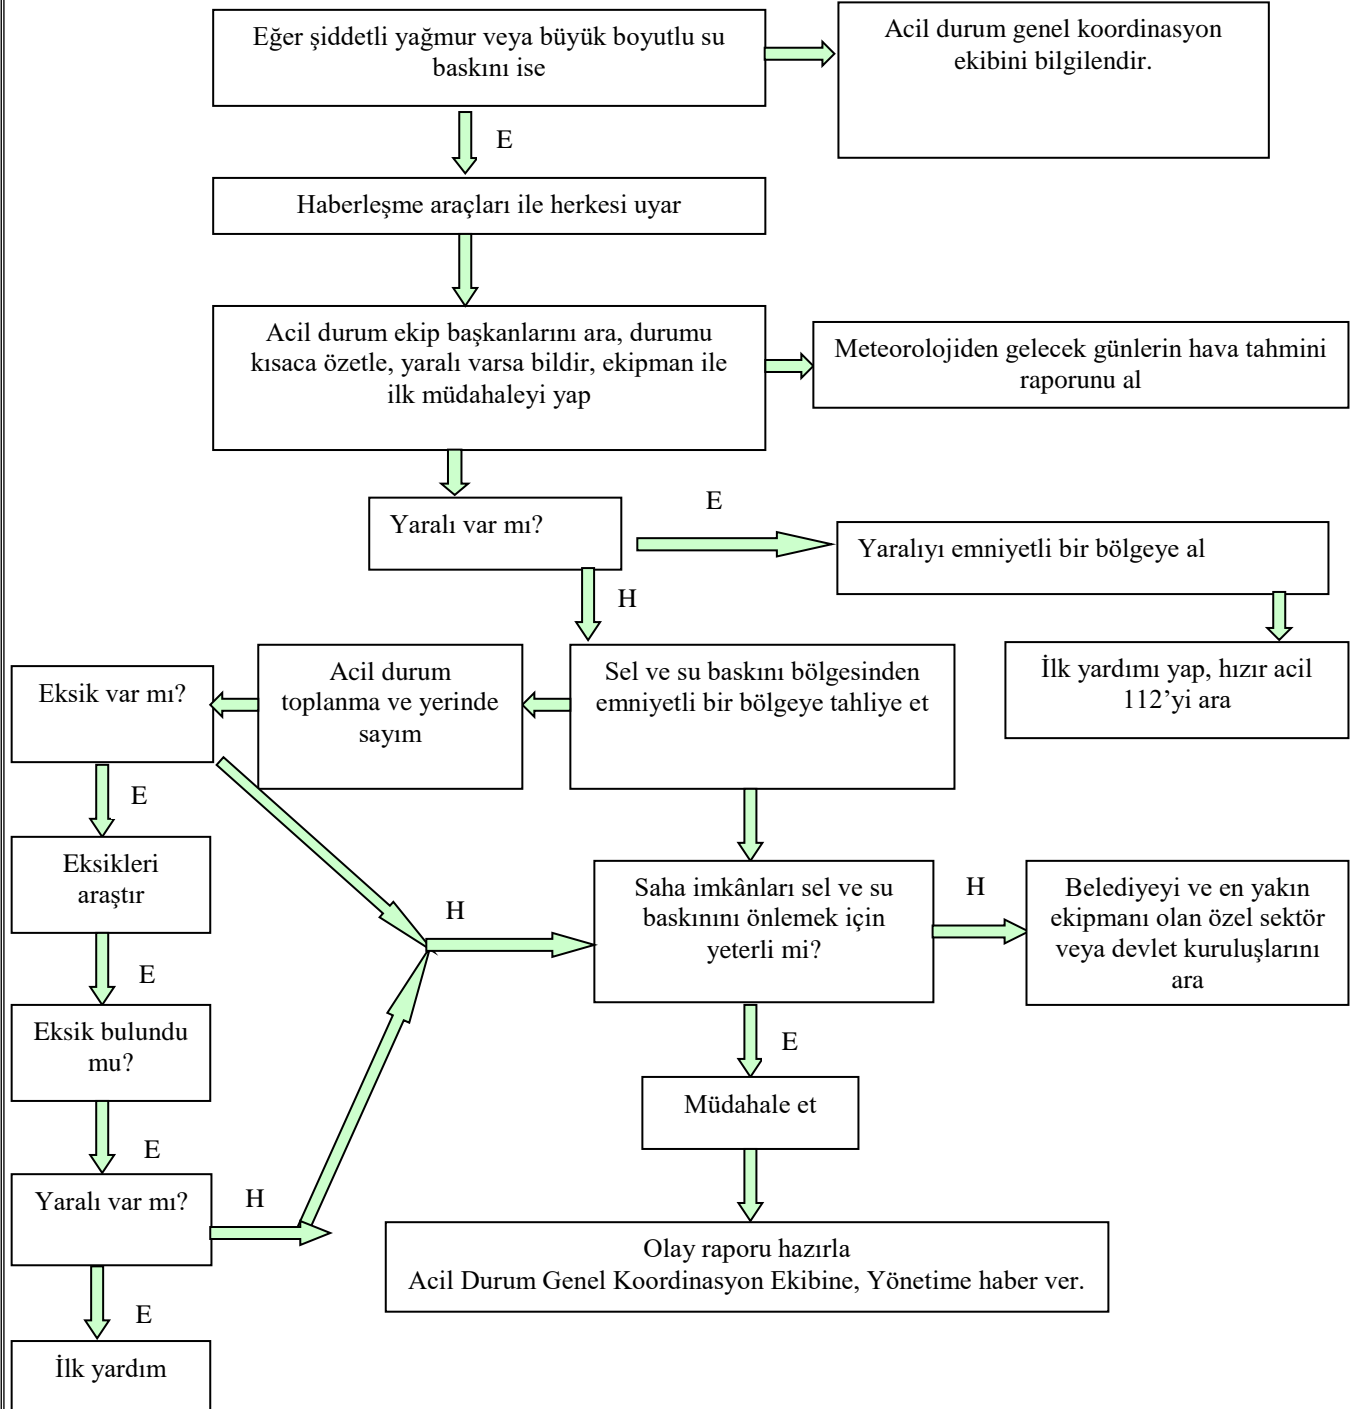 Eğer şiddetli yağmur veya büyük boyutlu su
baskını ise
Acil durum genel koordinasyon
ekibini bilgilendir.
E
Haberleşme araçları ile herkesi uyar
Acil durum ekip başkanlarını ara, durumu
kısaca özetle, yaralı varsa bildir, ekipman ile
ilk müdahaleyi yap
Meteorolojiden gelecek günlerin hava tahmini
raporunu al
Yaralı var mı?
E
Yaralıyı emniyetli bir bölgeye al
H
İlk yardımı yap, hızır acil
112’yi ara
Sel ve su baskını bölgesinden
emniyetli bir bölgeye tahliye et
Acil durum
toplanma ve yerinde
sayım
Eksik var mı?
E
Eksikleri
araştır
H
Saha imkânları sel ve su
baskınını önlemek için
yeterli mi?
H
Belediyeyi ve en yakın
ekipmanı olan özel sektör
veya devlet kuruluşlarını
ara
E
Eksik bulundu
mu?
E
Müdahale et
E
Yaralı var mı?
H
Olay raporu hazırla
Acil Durum Genel Koordinasyon Ekibine, Yönetime haber ver.
E
İlk yardım